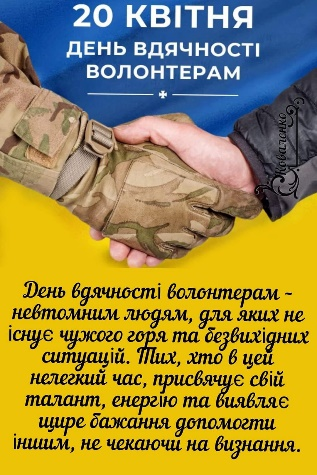 20 КВІТНЯ
ДЕНЬ ВДЯЧНОСТІ
ВОЛОНТЕРАМ
Коваленко
День вдячності волонтерам -
невтомним людям, для яких не
існує чужого горя та безвихідних
ситуацій. Тих, хто в цей
нелегкий час, присвячує свій
талант, енергію та виявляє
щире бажання допомогти
іншим, не чекаючи на визнання.